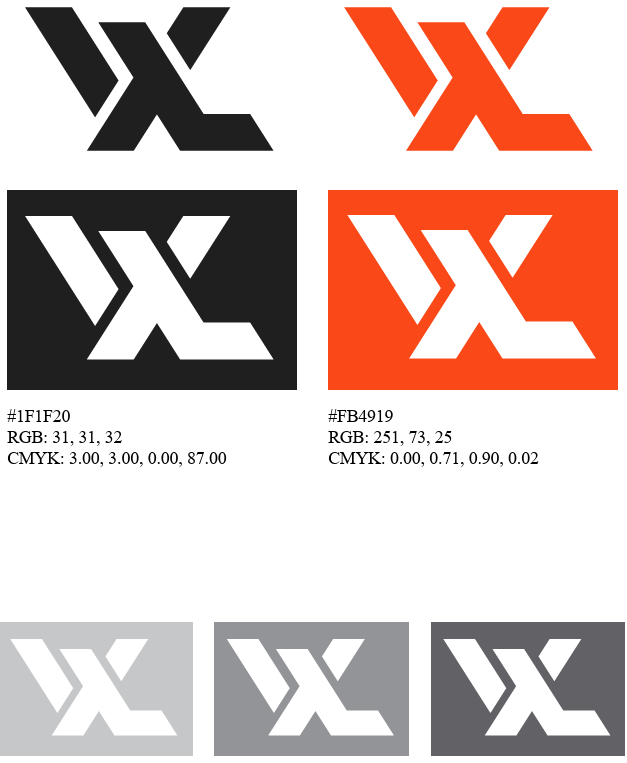 #1F1F20
RGB: 31, 31, 32
CMYK: 3.00, 3.00, 0.00, 87.00
#FB4919
RGB: 251, 73, 25
CMYK: 0.00, 0.71, 0.90, 0.02